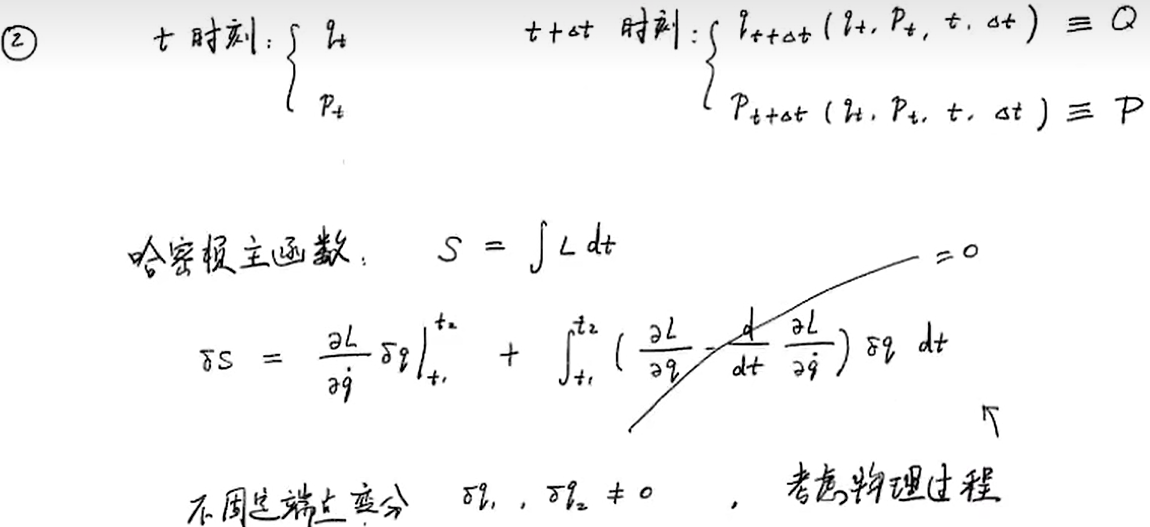 ② t 时刻: { q_t t+Δt 时刻: { q_{t+Δt} (q_t, P_t, t, Δt) ≡ Q
P_t P_{t+Δt} (q_t, P_t, t, Δt) ≡ P
哈密顿主函数: S = ∫ L dt
= 0
δS = ∂L/∂q̇ δq |_{t₁}^{t₂} + ∫_{t₁}^{t₂} ( ∂L/∂q - d/dt ∂L/∂q̇ ) δq dt
↖
不固定端点变分 δq₁, δq₂ ≠ 0 , 考虑物理过程